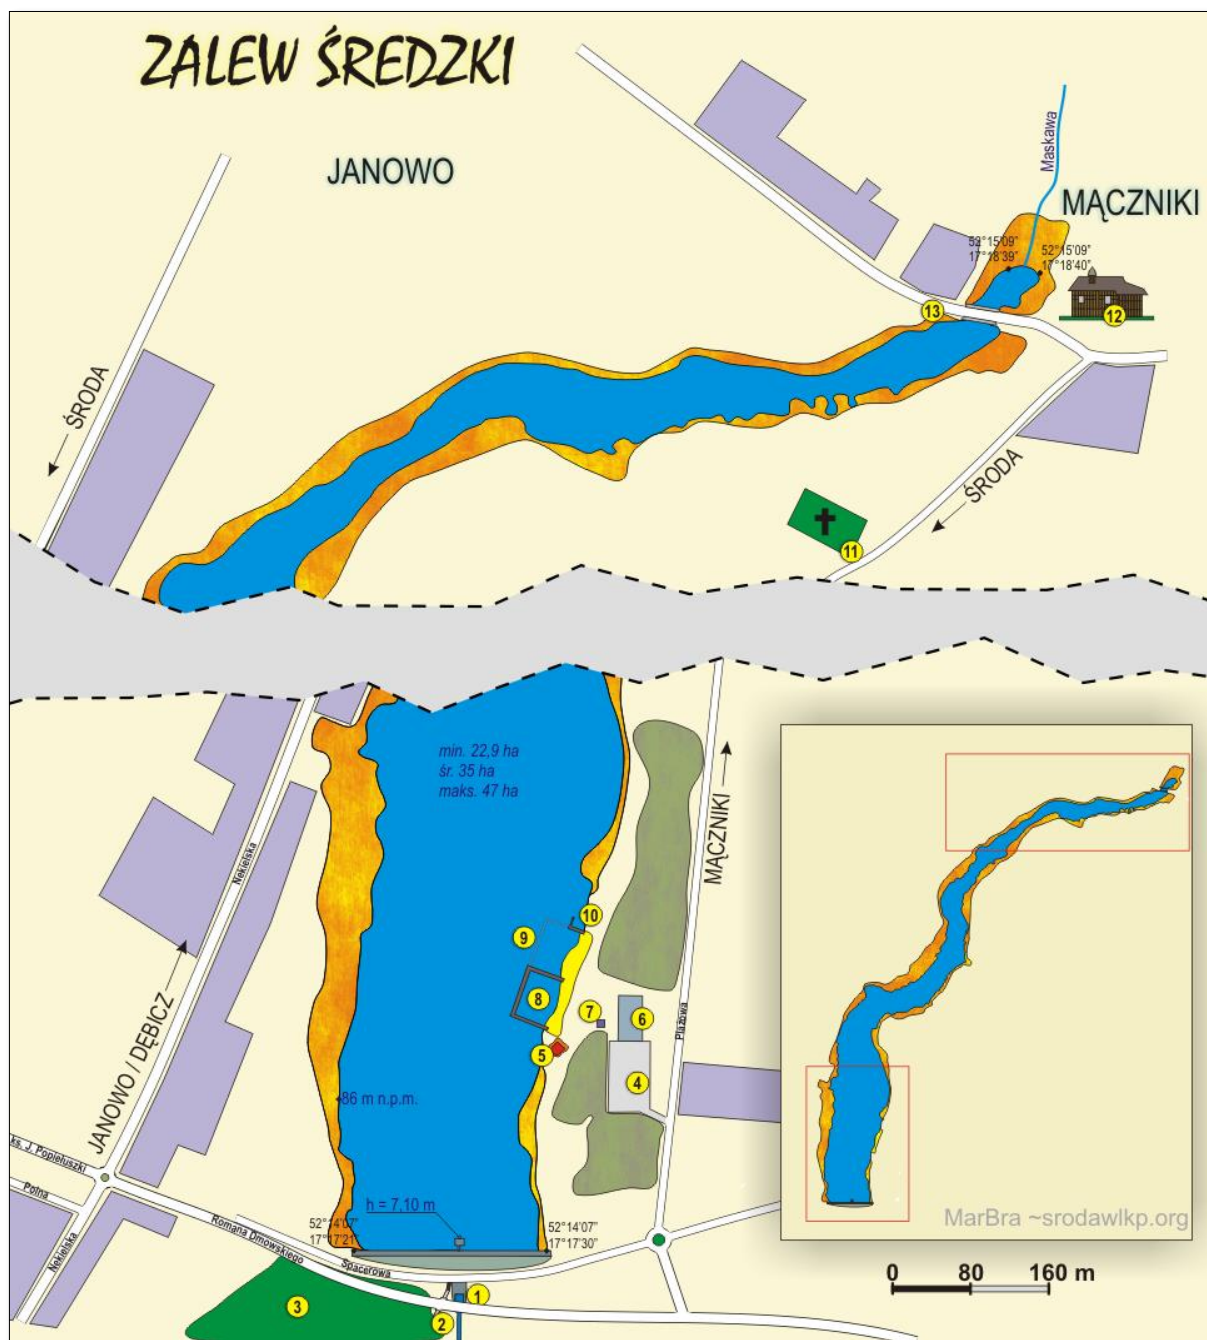 ZALEW ŚREDZKI
JANOWO
Maskawa
MĄCZNIKI
52°15'09"
17°18'39"
52°15'09"
17°18'40"
13
12
ŚRODA
ŚRODA
11
min. 22,9 ha
śr. 35 ha
maks. 47 ha
MĄCZNIKI
Nekielska
10
9
8
7
6
5
4
Plażowa
JANOWO / DĘBICZ
86 m n.p.m.
ks. J. Popiełuszki
Polna
Nekielska
Romana Dmowskiego
h = 7,10 m
52°14'07"
17°17'21"
52°14'07"
17°17'30"
Spacerowa
1
2
3
MarBra ~srodawlkp.org
0 80 160 m